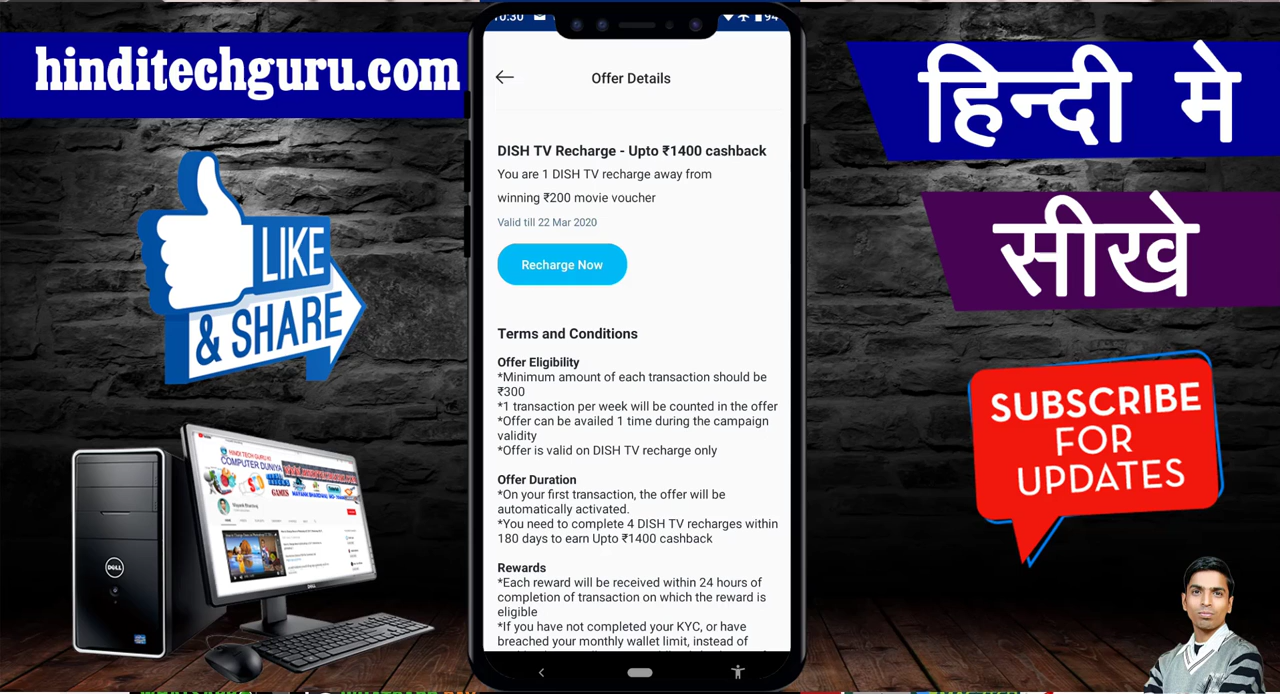 hinditechguru.com
LIKE
& SHARE
HINDI TECH GURU KI
COMPUTER DUNIYA
GAMES
DELL
10:30
94
Offer Details
DISH TV Recharge - Upto ₹1400 cashback
You are 1 DISH TV recharge away from
winning ₹200 movie voucher
Valid till 22 Mar 2020
Recharge Now
Terms and Conditions
Offer Eligibility
*Minimum amount of each transaction should be
₹300
*1 transaction per week will be counted in the offer
*Offer can be availed 1 time during the campaign
validity
*Offer is valid on DISH TV recharge only
Offer Duration
*On your first transaction, the offer will be
automatically activated.
*You need to complete 4 DISH TV recharges within
180 days to earn Upto ₹1400 cashback
Rewards
*Each reward will be received within 24 hours of
completion of transaction on which the reward is
eligible
*If you have not completed your KYC, or have
breached your monthly wallet limit, instead of
हिन्दी मे
सीखे
SUBSCRIBE
FOR
UPDATES